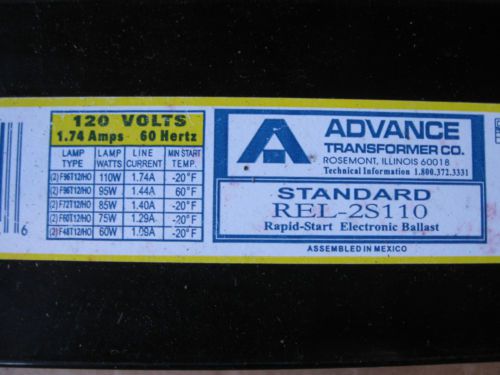 120 VOLTS
1.74 Amps 60 Hertz
LAMP TYPE LAMP WATTS LINE CURRENT MIN START TEMP.
(2) F96T12/HO 110W 1.74A -20°F
(2) F96T12/HO 95W 1.44A 60°F
(2) F72T12/HO 85W 1.40A -20°F
(2) F60T12/HO 75W 1.29A -20°F
(2) F48T12/HO 60W 1.09A -20°F
6
ADVANCE
TRANSFORMER CO.
ROSEMONT, ILLINOIS 60018
Technical Information 1.800.372.3331
STANDARD
REL-2S110
Rapid-Start Electronic Ballast
ASSEMBLED IN MEXICO